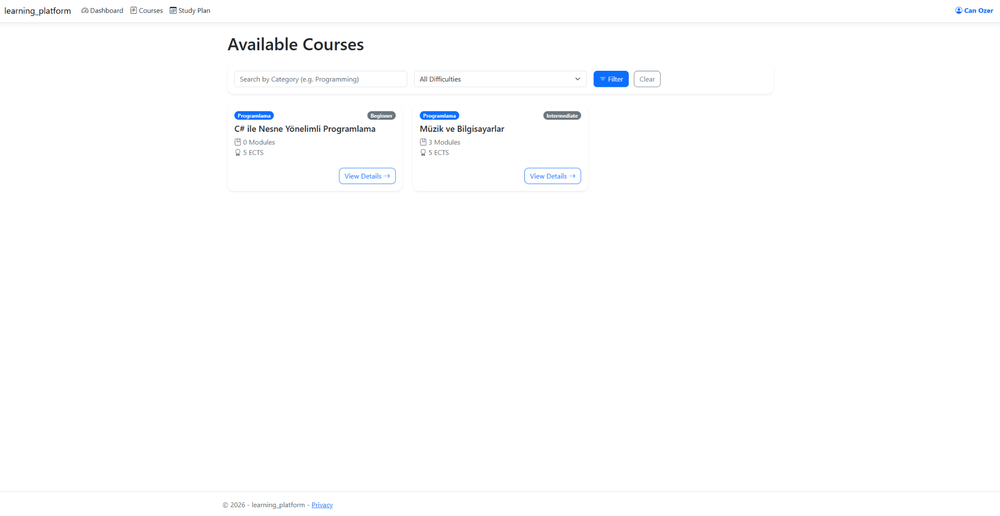 learning_platform Dashboard Courses Study Plan Can Ozer
Available Courses
Search by Category (e.g. Programming) All Difficulties Filter Clear
Programlama Beginner
C# ile Nesne Yönelimli Programlama
0 Modules
5 ECTS
View Details →
Programlama Intermediate
Müzik ve Bilgisayarlar
3 Modules
5 ECTS
View Details →
© 2026 - learning_platform - Privacy